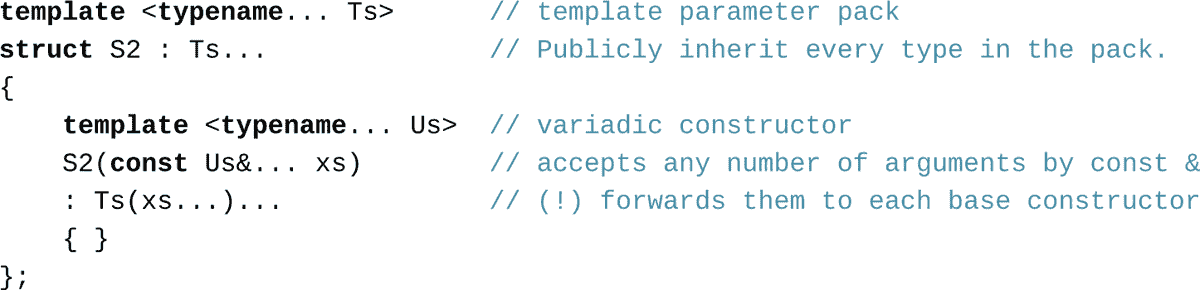 template <typename... Ts>      // template parameter pack
struct S2 : Ts...              // Publicly inherit every type in the pack.
{
    template <typename... Us>  // variadic constructor
    S2(const Us&... xs)        // accepts any number of arguments by const &
    : Ts(xs...)...             // (!) forwards them to each base constructor
    { }
};